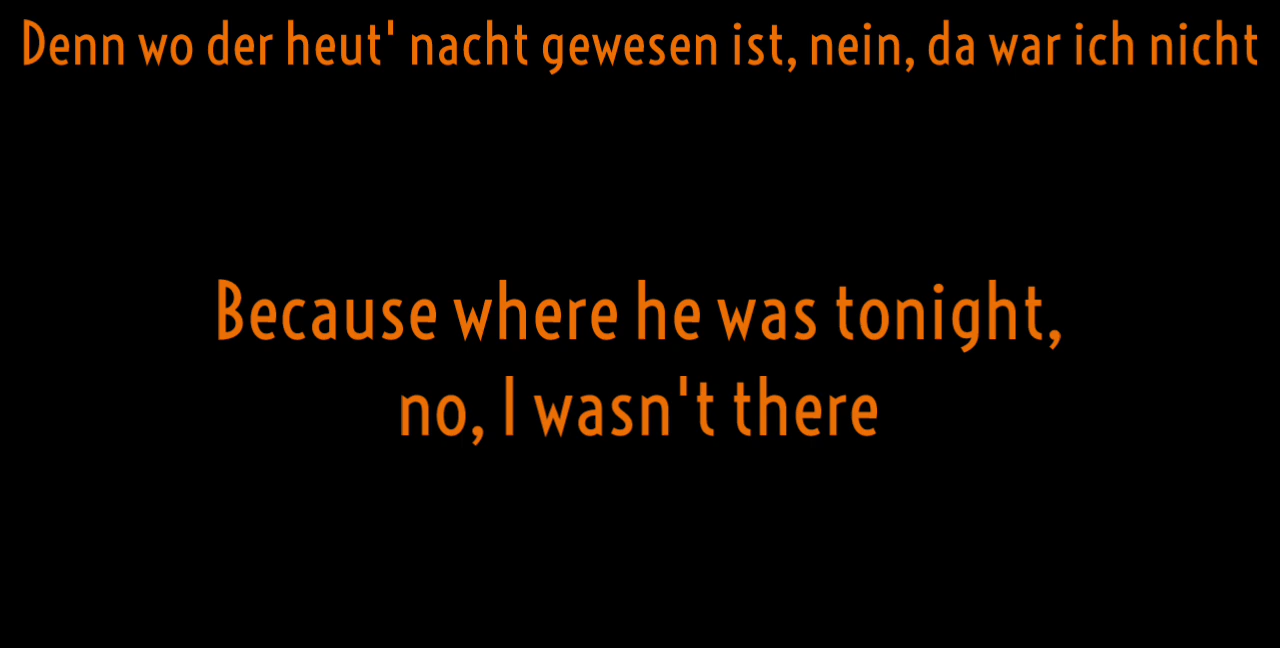 Denn wo der heut' nacht gewesen ist, nein, da war ich nicht
Because where he was tonight,
no, I wasn't there